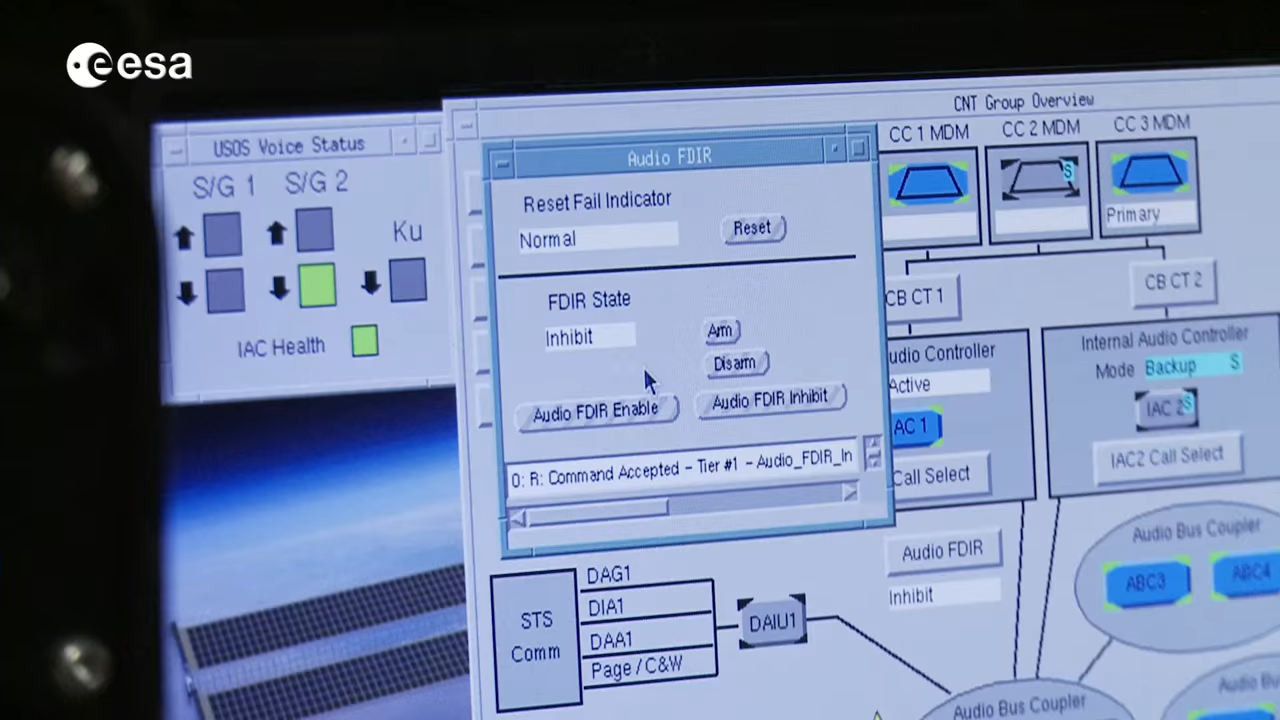 esa
USOS Voice Status
S/G 1
S/G 2
Ku
IAC Health
Audio FDIR
Reset Fail Indicator
Normal
Reset
FDIR State
Inhibit
Arm
Disarm
Audio FDIR Enable
Audio FDIR Inhibit
0: R: Command Accepted - Tier #1 - Audio_FDIR_In
CNT Group Overview
CC 1 MDM
CC 2 MDM
CC 3 MDM
S
Primary
CB CT 1
CB CT 2
Audio Controller
Active
IAC 1
Call Select
Internal Audio Controller
Mode Backup S
IAC 2 S
IAC2 Call Select
Audio FDIR
Inhibit
Audio Bus Coupler
ABC3
ABC4
STS
Comm
DAG1
DIA1
DAA1
Page / C&W
DAIU1
Audio Bus Coupler
Audio Bu